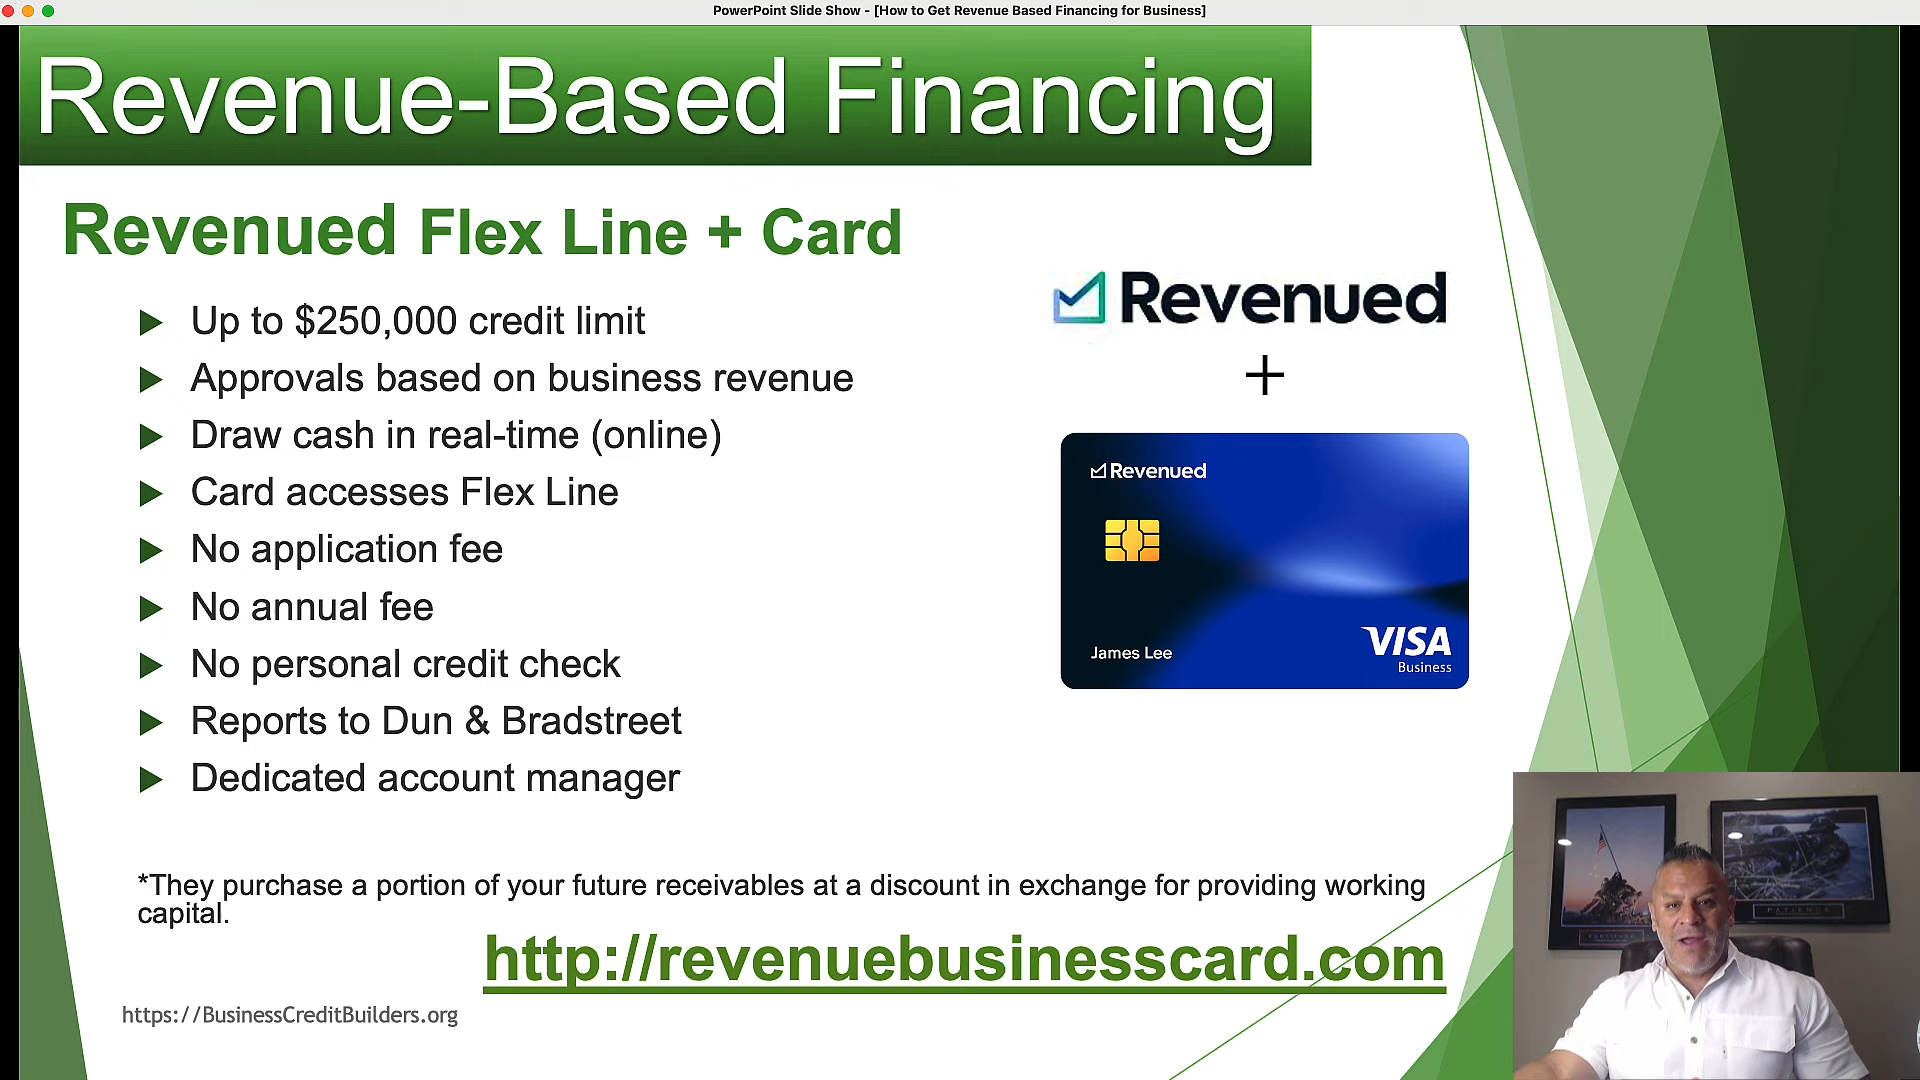 PowerPoint Slide Show - [How to Get Revenue Based Financing for Business]
Revenue-Based Financing
Revenued Flex Line + Card
Up to $250,000 credit limit
Approvals based on business revenue
Draw cash in real-time (online)
Card accesses Flex Line
No application fee
No annual fee
No personal credit check
Reports to Dun & Bradstreet
Dedicated account manager
Revenued
+
Revenued
James Lee
VISA
Business
*They purchase a portion of your future receivables at a discount in exchange for providing working
capital.
http://revenuebusinesscard.com
https://BusinessCreditBuilders.org
PATIENCE
FORTITUDE